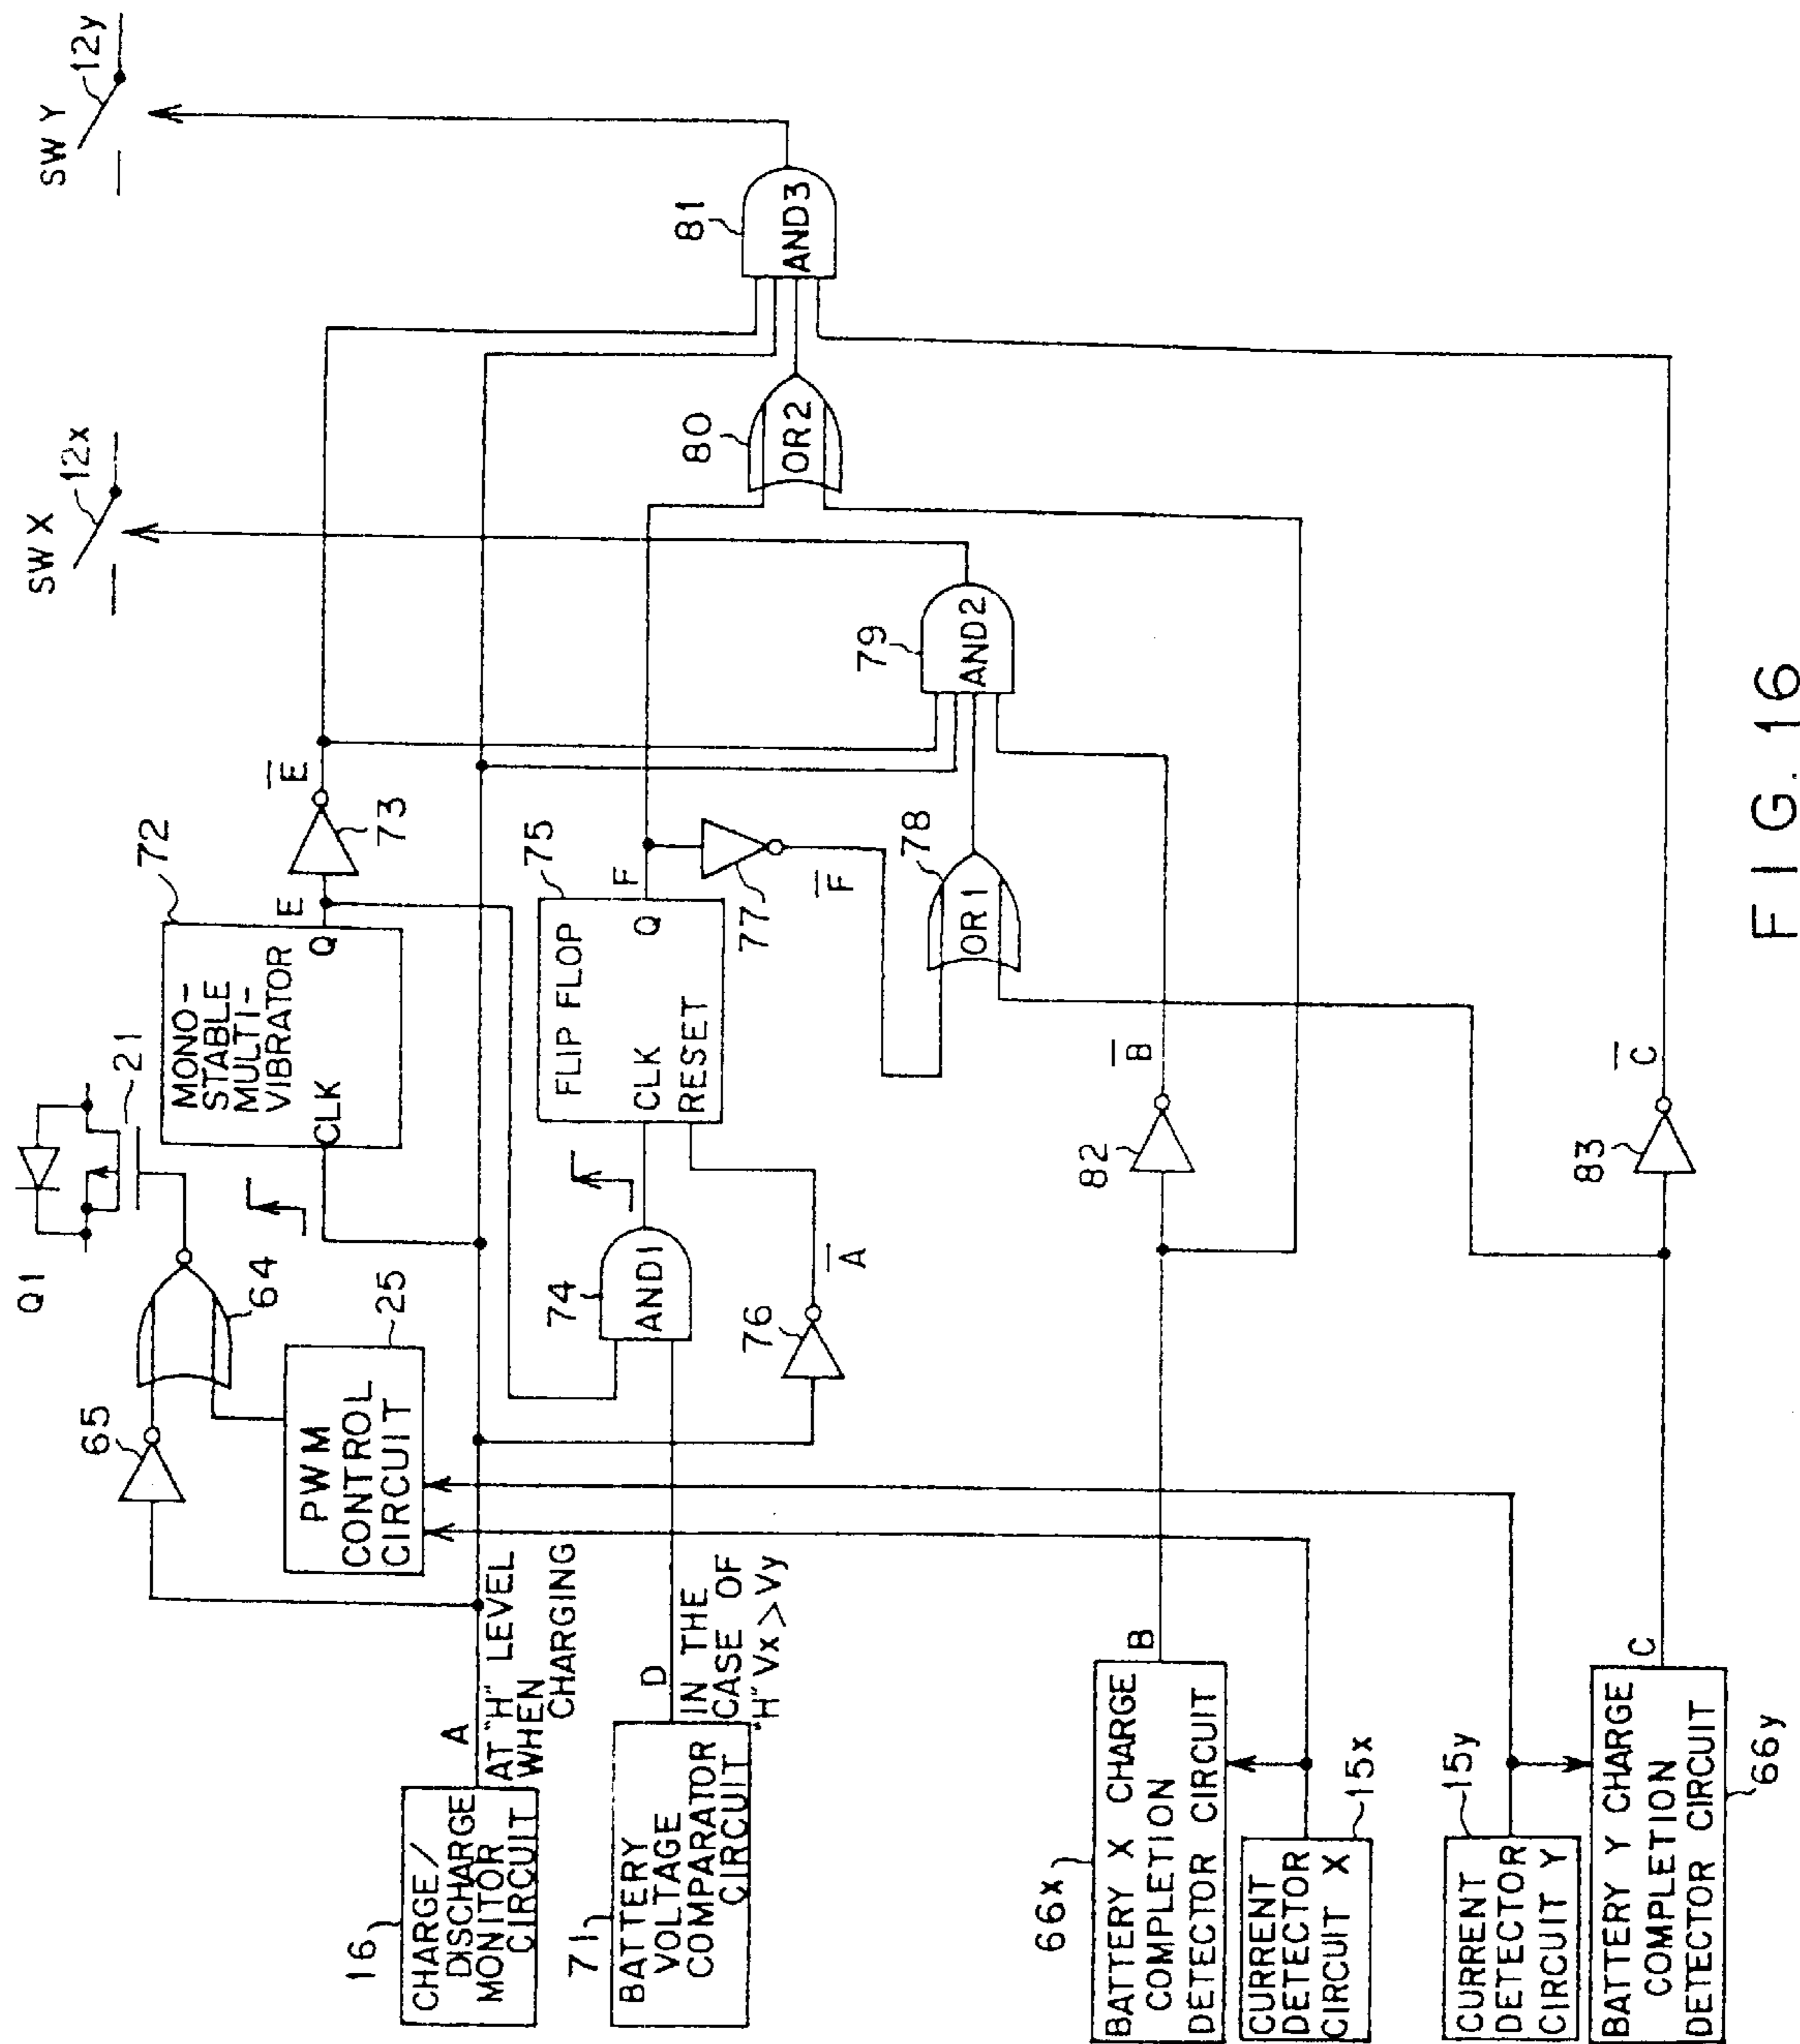 SW Y
12y
SW X
12x
81
AND3
80
OR2
79
AND2
72
MONO-
STABLE
MULTI-
VIBRATOR
CLK
Q
E
E̅
73
75
FLIP FLOP
CLK
RESET
Q
F
77
F̅
78
OR1
Q1
21
64
65
25
PWM
CONTROL
CIRCUIT
74
AND1
76
A̅
82
B̅
83
C̅
16
CHARGE/
DISCHARGE
MONITOR
CIRCUIT
A
AT "H" LEVEL
WHEN
CHARGING
71
BATTERY
VOLTAGE
COMPARATOR
CIRCUIT
D
IN THE
CASE OF
"H" Vx>Vy
66x
BATTERY X CHARGE
COMPLETION
DETECTOR CIRCUIT
B
CURRENT
DETECTOR
CIRCUIT X
15x
CURRENT
DETECTOR
CIRCUIT Y
15y
BATTERY Y CHARGE
COMPLETION
DETECTOR CIRCUIT
C
66y
FIG. 16